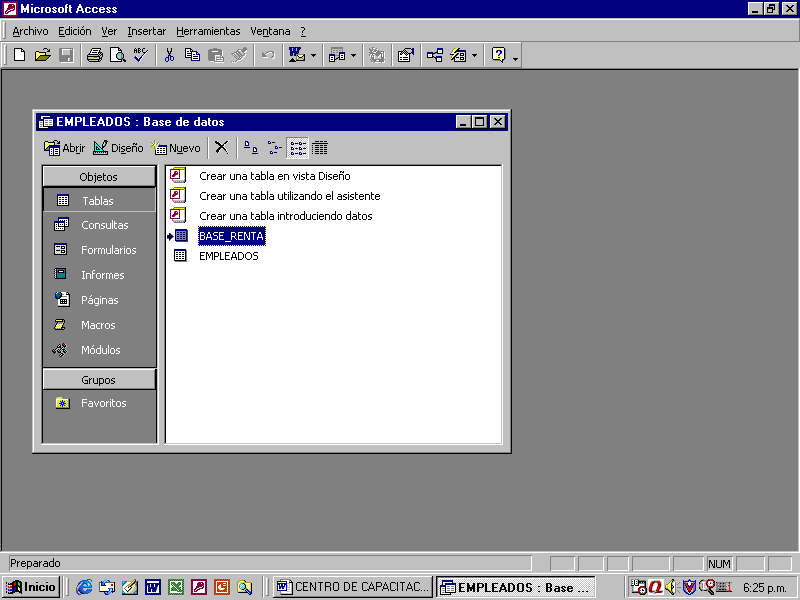 Microsoft Access
Archivo Edición Ver Insertar Herramientas Ventana ?
EMPLEADOS : Base de datos
Abrir Diseño Nuevo
Objetos
Tablas
Consultas
Formularios
Informes
Páginas
Macros
Módulos
Grupos
Favoritos
Crear una tabla en vista Diseño
Crear una tabla utilizando el asistente
Crear una tabla introduciendo datos
BASE_RENTA
EMPLEADOS
Preparado
NUM
Inicio
CENTRO DE CAPACITAC...
EMPLEADOS : Base ...
6:25 p.m.